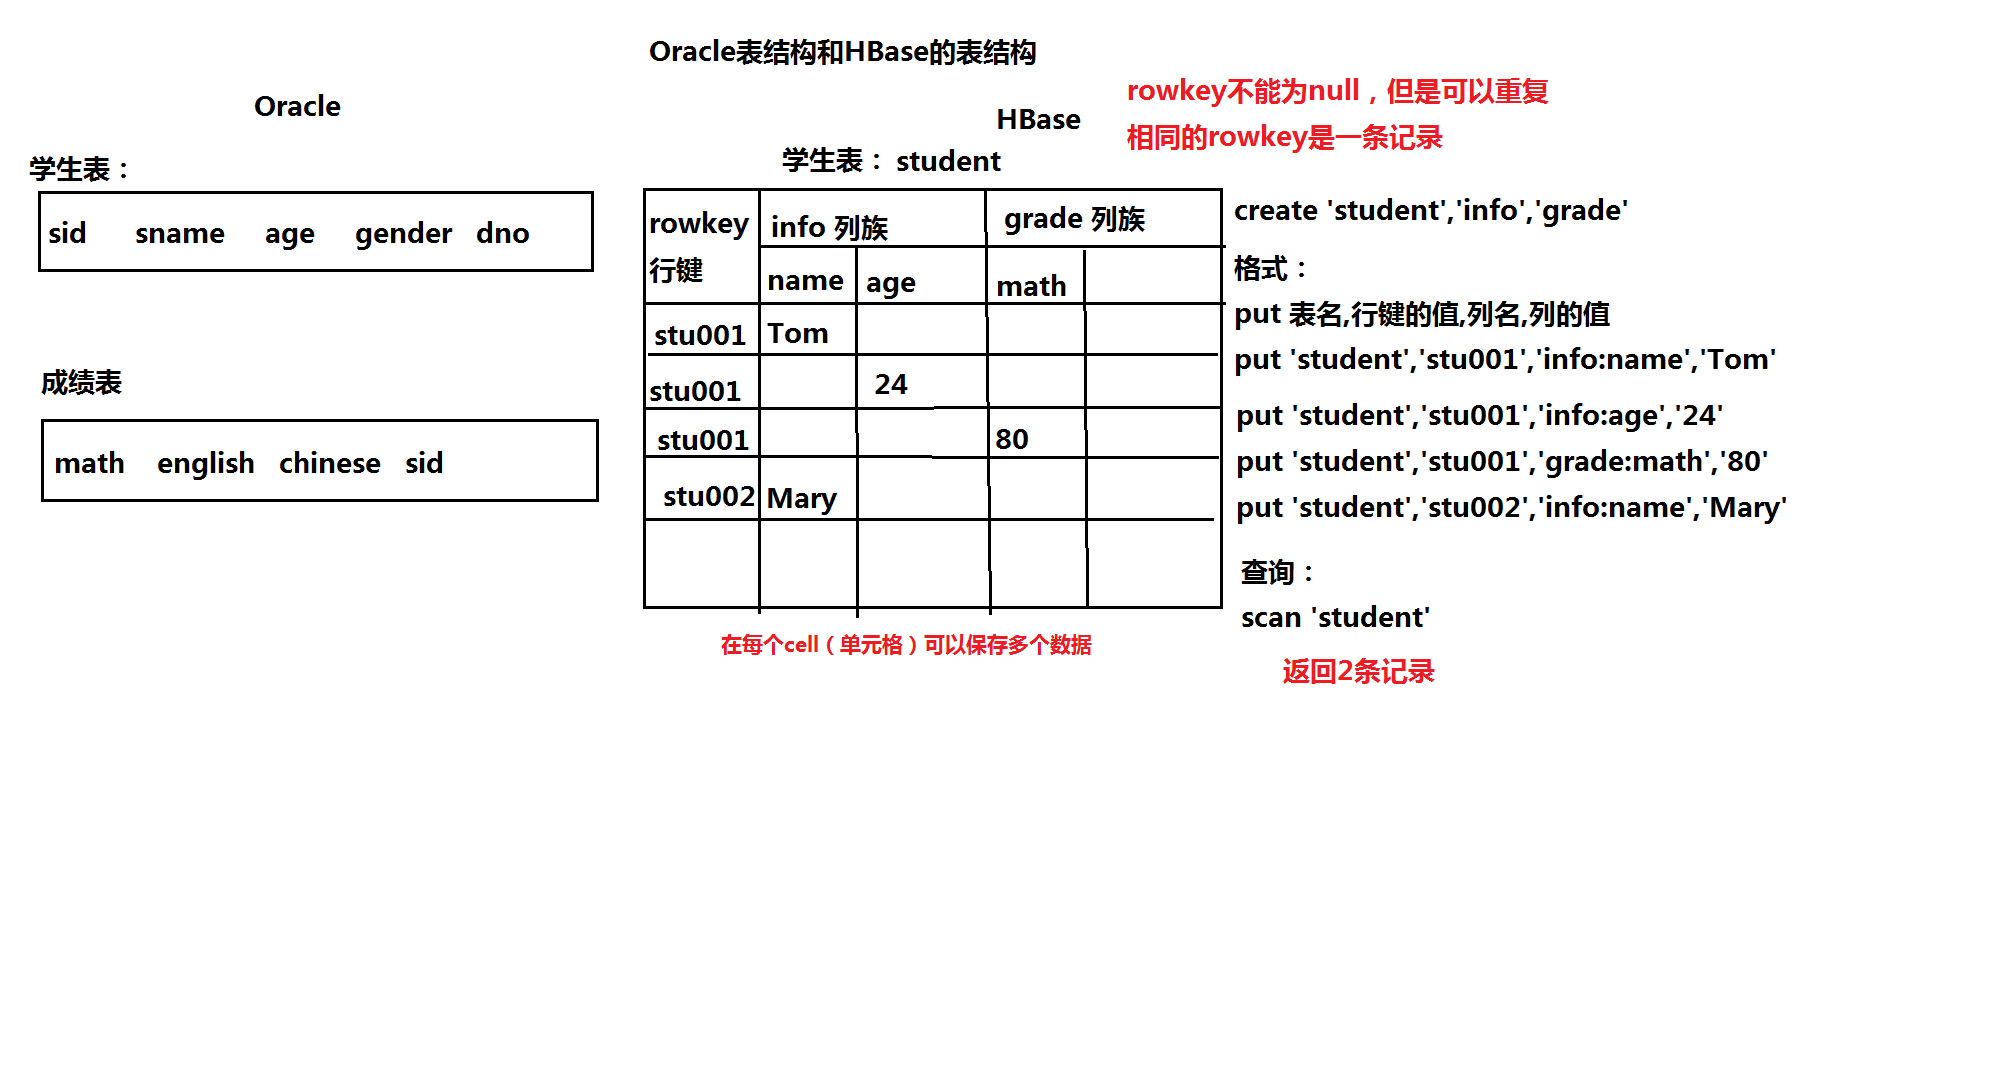 Oracle表结构和HBase的表结构
Oracle
学生表：
sid sname age gender dno
成绩表
math english chinese sid
HBase
rowkey不能为null，但是可以重复
相同的rowkey是一条记录
学生表： student
rowkey 行键 info 列族 grade 列族
name age math
stu001 Tom
stu001 24
stu001 80
stu002 Mary
在每个cell（单元格）可以保存多个数据
create 'student','info','grade'
格式：
put 表名,行键的值,列名,列的值
put 'student','stu001','info:name','Tom'
put 'student','stu001','info:age','24'
put 'student','stu001','grade:math','80'
put 'student','stu002','info:name','Mary'
查询：
scan 'student'
返回2条记录